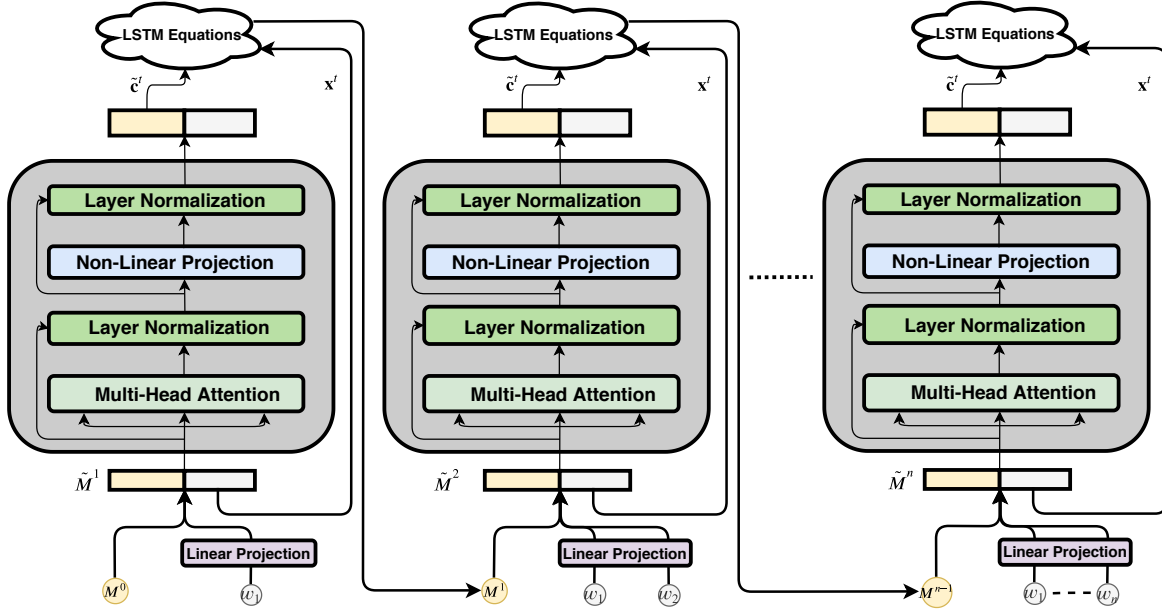 LSTM Equations
c̃ᵗ
xᵗ
Layer Normalization
Non-Linear Projection
Layer Normalization
Multi-Head Attention
M̃¹
Linear Projection
M⁰
w₁
LSTM Equations
c̃ᵗ
xᵗ
Layer Normalization
Non-Linear Projection
Layer Normalization
Multi-Head Attention
M̃²
Linear Projection
M¹
w₁
w₂
LSTM Equations
c̃ᵗ
xᵗ
Layer Normalization
Non-Linear Projection
Layer Normalization
Multi-Head Attention
M̃ⁿ
Linear Projection
Mⁿ⁻¹
w₁
wₙ